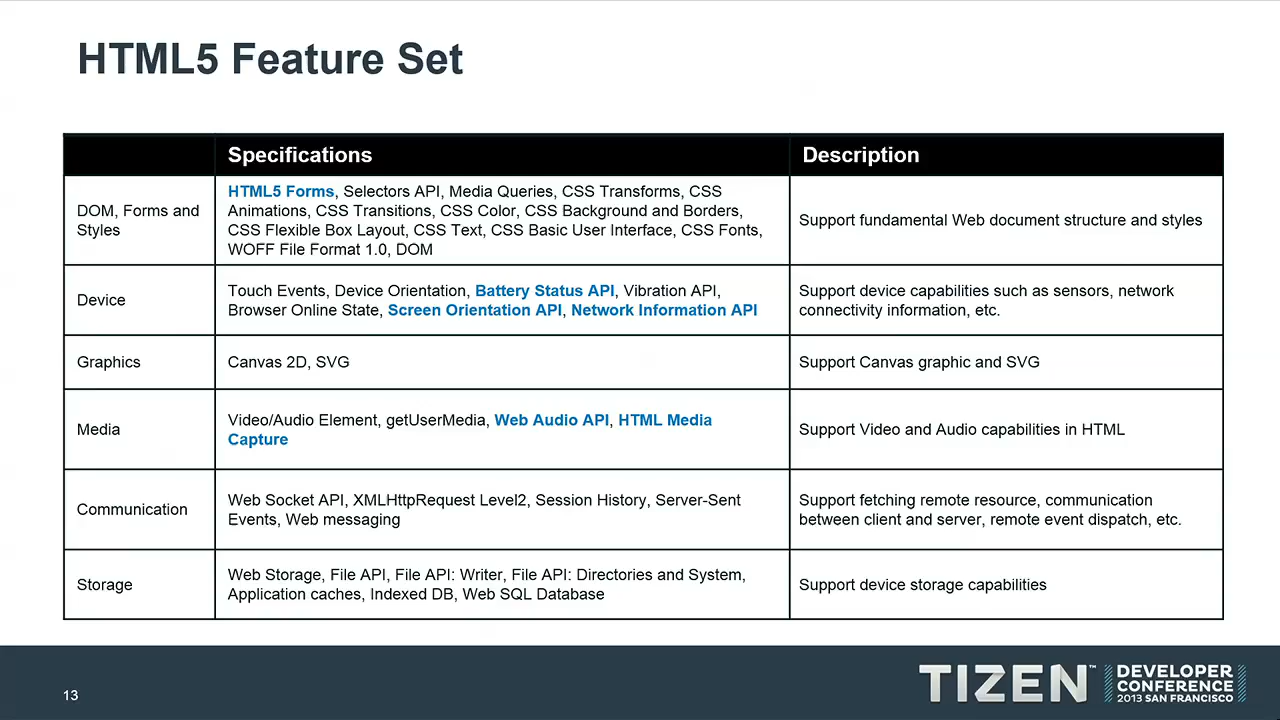 HTML5 Feature Set
Specifications
Description
DOM, Forms and
Styles
HTML5 Forms, Selectors API, Media Queries, CSS Transforms, CSS
Animations, CSS Transitions, CSS Color, CSS Background and Borders,
CSS Flexible Box Layout, CSS Text, CSS Basic User Interface, CSS Fonts,
WOFF File Format 1.0, DOM
Support fundamental Web document structure and styles
Device
Touch Events, Device Orientation, Battery Status API, Vibration API,
Browser Online State, Screen Orientation API, Network Information API
Support device capabilities such as sensors, network
connectivity information, etc.
Graphics
Canvas 2D, SVG
Support Canvas graphic and SVG
Media
Video/Audio Element, getUserMedia, Web Audio API, HTML Media
Capture
Support Video and Audio capabilities in HTML
Communication
Web Socket API, XMLHttpRequest Level2, Session History, Server-Sent
Events, Web messaging
Support fetching remote resource, communication
between client and server, remote event dispatch, etc.
Storage
Web Storage, File API, File API: Writer, File API: Directories and System,
Application caches, Indexed DB, Web SQL Database
Support device storage capabilities
13
TIZEN™
DEVELOPER
CONFERENCE
2013 SAN FRANCISCO